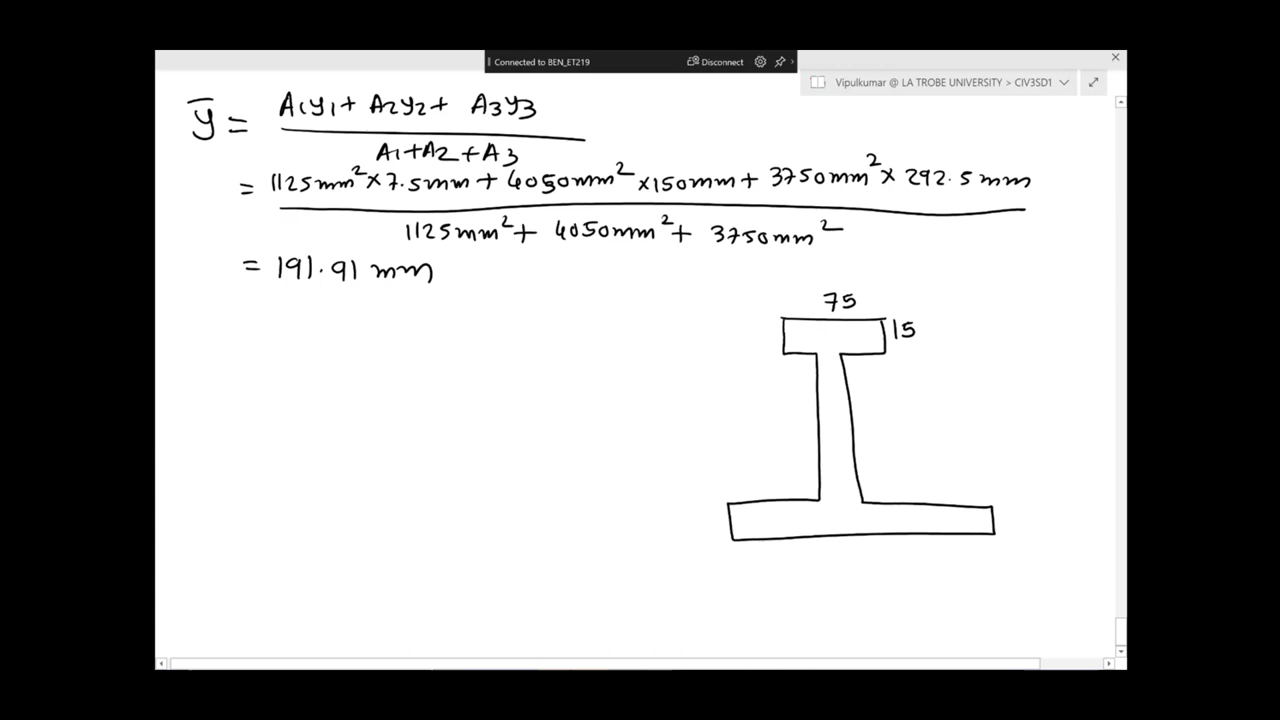 Connected to BEN_ET219 Disconnect
Vipulkumar @ LA TROBE UNIVERSITY > CIV3SD1
y̅ = A1y1 + A2y2 + A3y3
A1+A2+A3
= 1125mm² × 7.5mm + 4050mm² × 150mm + 3750mm² × 292.5mm
1125mm² + 4050mm² + 3750mm²
= 191.91 mm
75
15